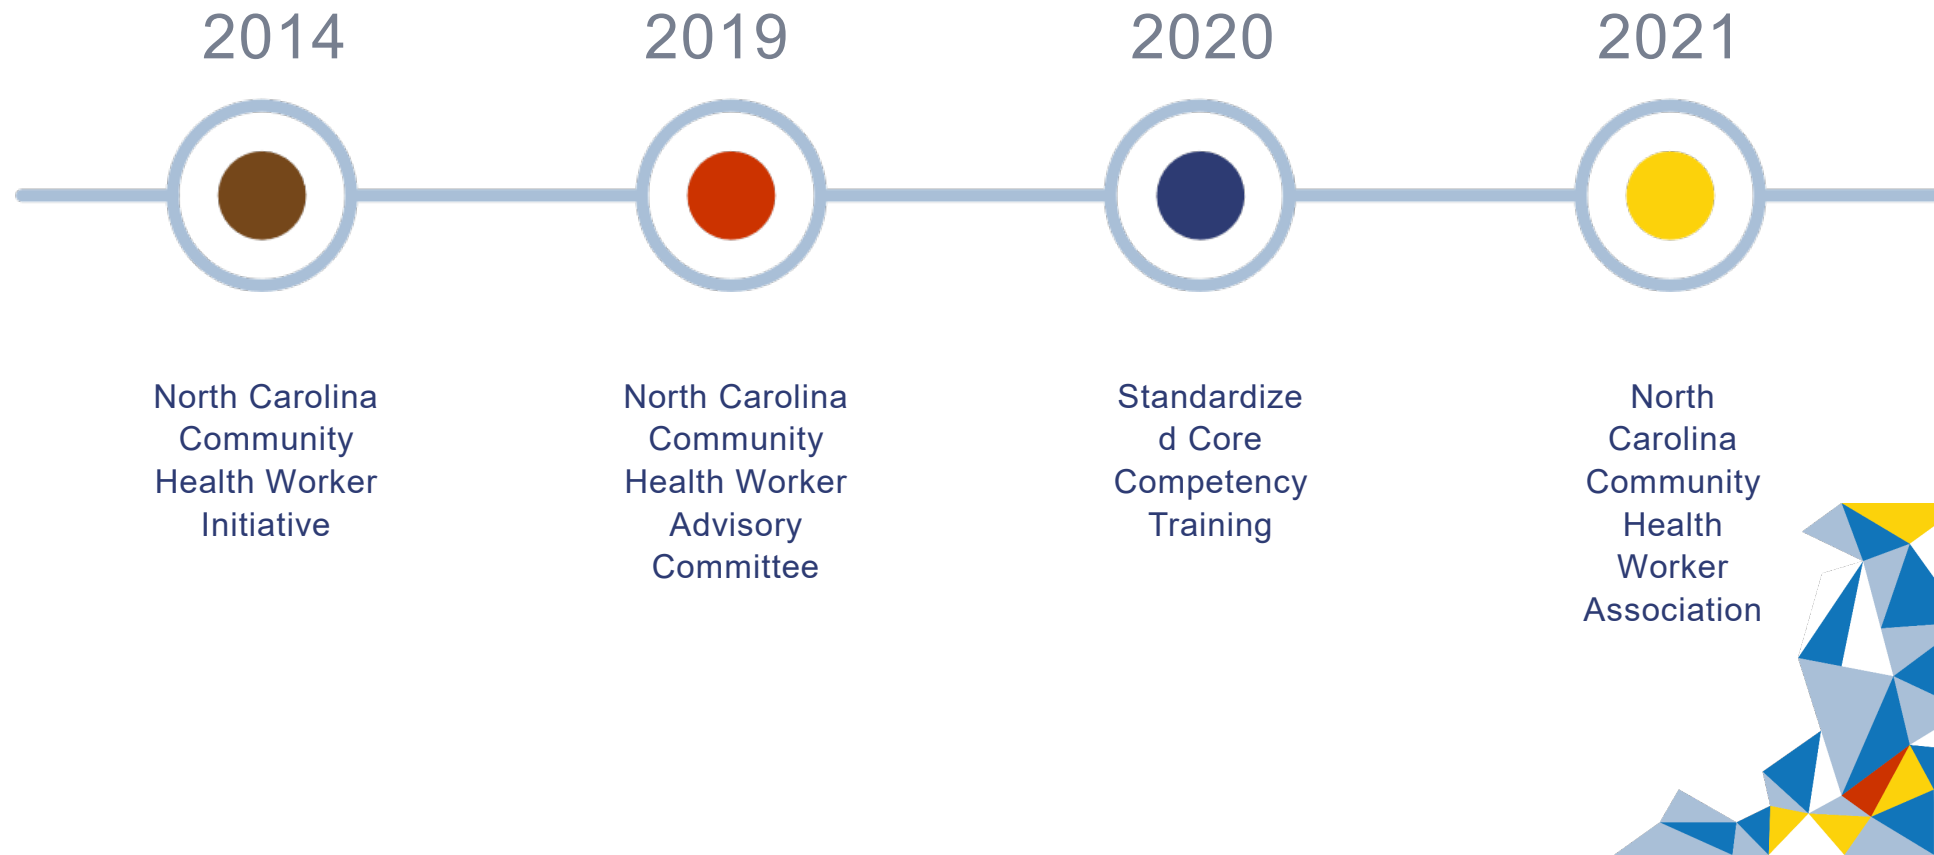 2014
2019
2020
2021
North Carolina
Community
Health Worker
Initiative
North Carolina
Community
Health Worker
Advisory
Committee
Standardize
d Core
Competency
Training
North
Carolina
Community
Health
Worker
Association